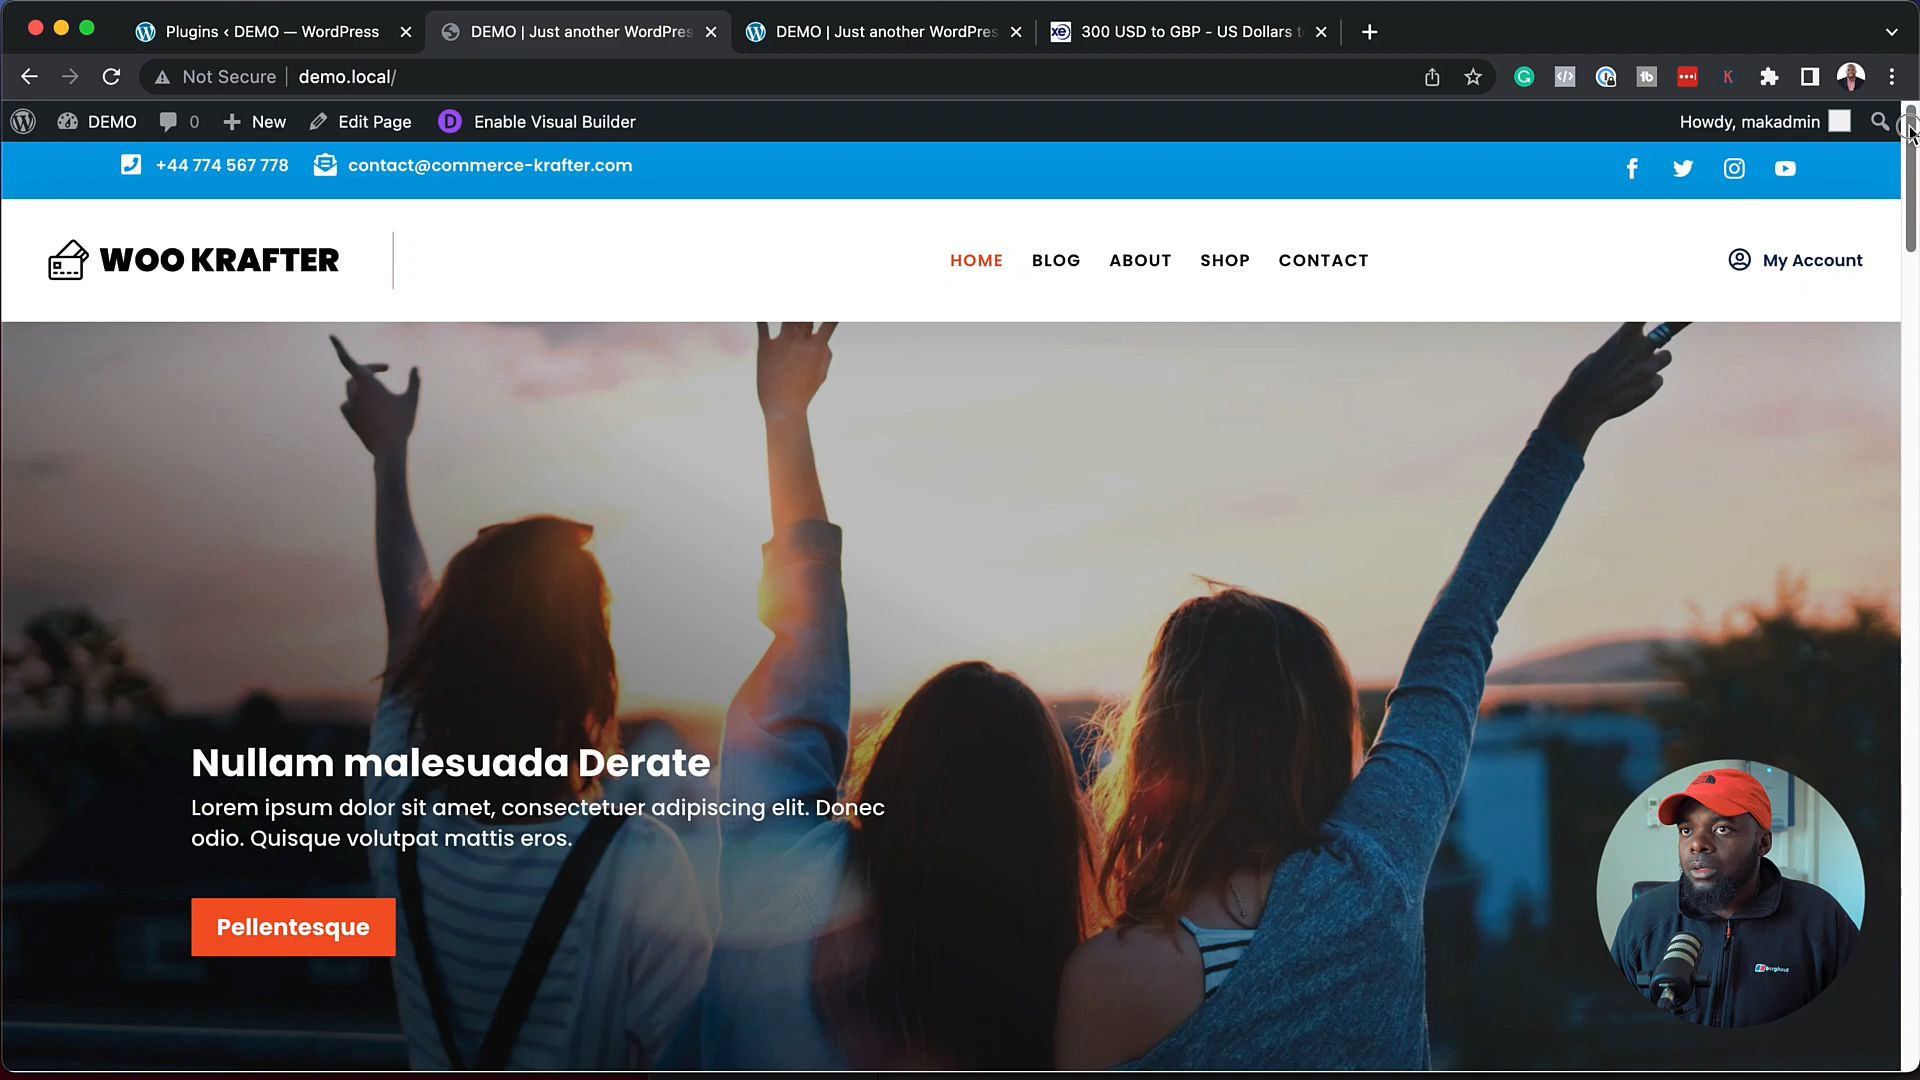 Plugins ‹ DEMO — WordPress
DEMO | Just another WordPres
DEMO | Just another WordPres
xe 300 USD to GBP - US Dollars t
Not Secure demo.local/
DEMO 0 New Edit Page D Enable Visual Builder Howdy, makadmin
+44 774 567 778 contact@commerce-krafter.com
WOO KRAFTER
HOME BLOG ABOUT SHOP CONTACT
My Account
Nullam malesuada Derate
Lorem ipsum dolor sit amet, consectetuer adipiscing elit. Donec
odio. Quisque volutpat mattis eros.
Pellentesque